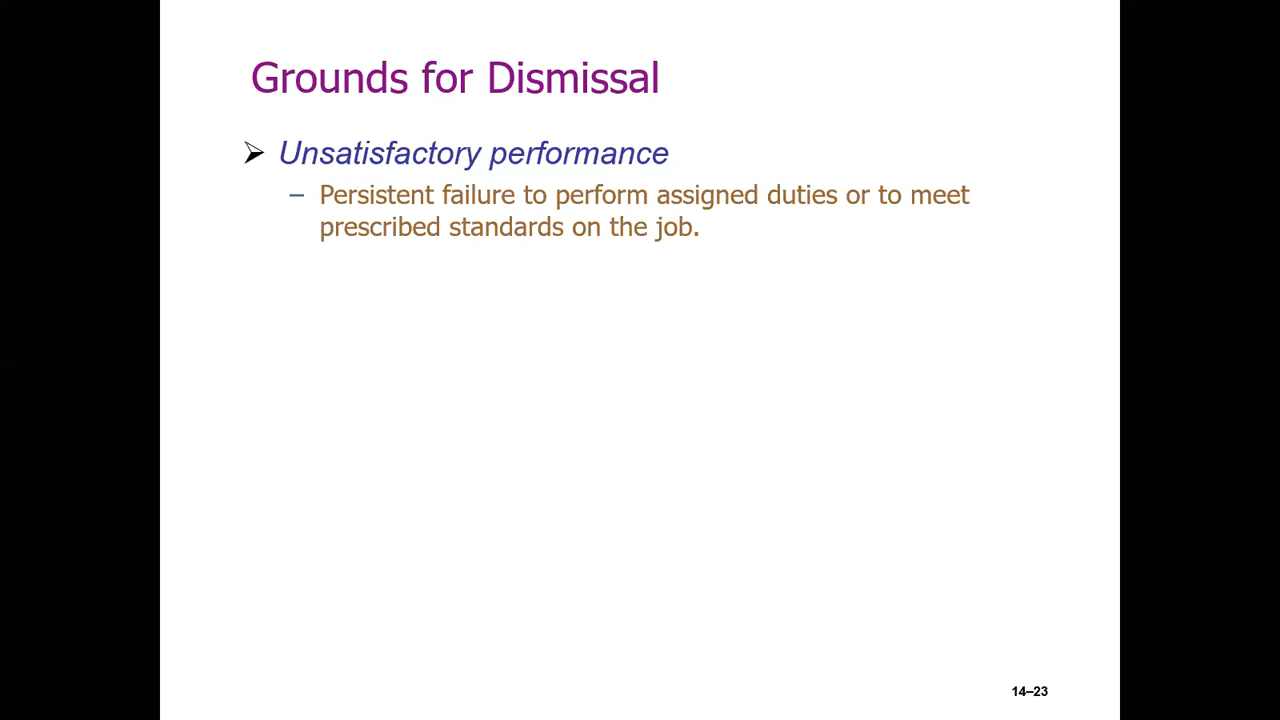 Grounds for Dismissal
➢ Unsatisfactory performance
– Persistent failure to perform assigned duties or to meet
prescribed standards on the job.
14–23